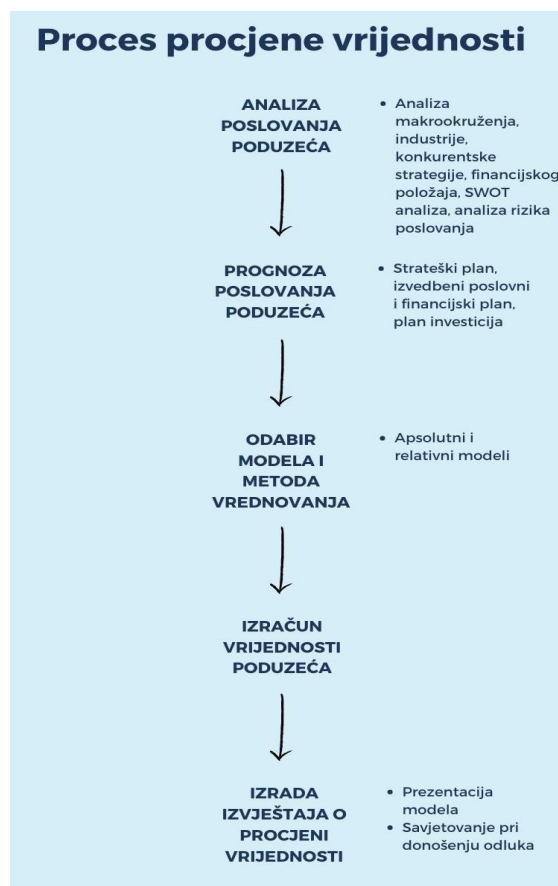 Proces procjene vrijednosti
ANALIZA
POSLOVANJA
PODUZEĆA
• Analiza
makrookruženja,
industrije,
konkurentske
strategije, financijskog
položaja, SWOT
analiza, analiza rizika
poslovanja
PROGNOZA
POSLOVANJA
PODUZEĆA
• Strateški plan,
izvedbeni poslovni
i financijski plan,
plan investicija
ODABIR
MODELA I
METODA
VREDNOVANJA
• Apsolutni i
relativni modeli
IZRAČUN
VRIJEDNOSTI
PODUZEĆA
IZRADA
IZVJEŠTAJA O
PROCJENI
VRIJEDNOSTI
• Prezentacija
modela
• Savjetovanje pri
donošenju odluka